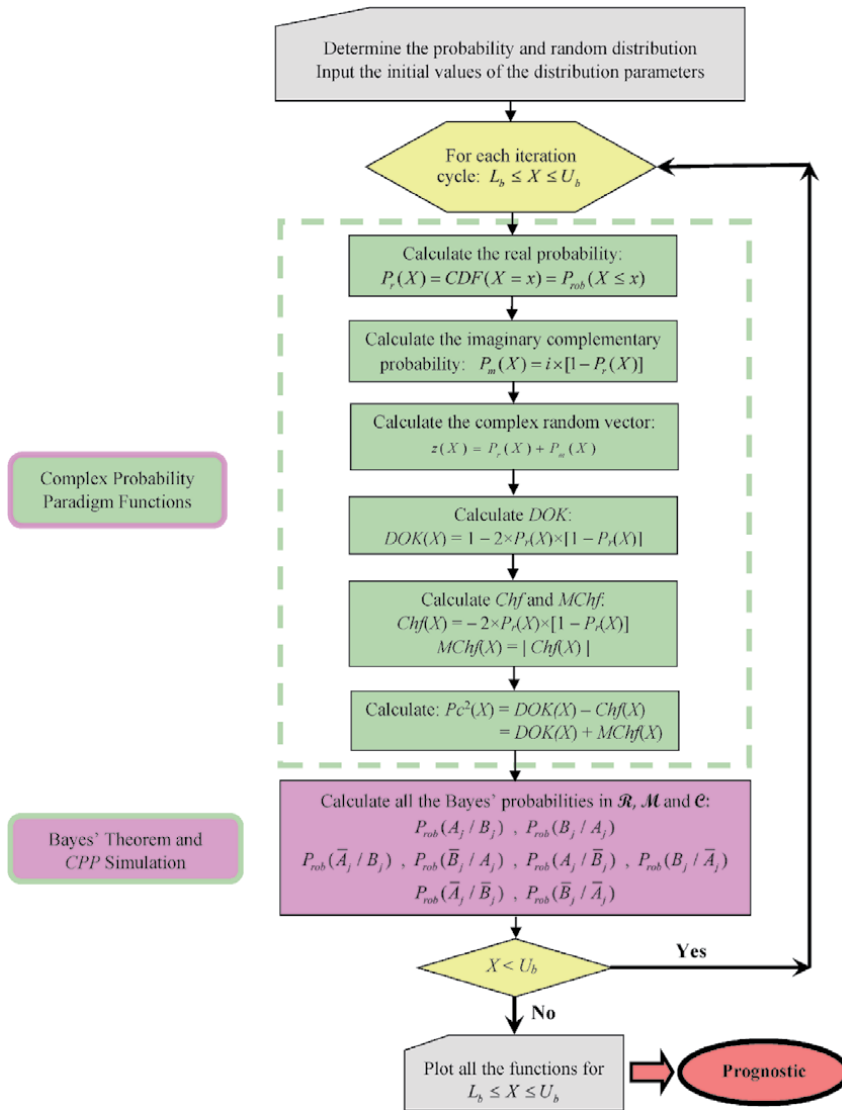 Determine the probability and random distribution
Input the initial values of the distribution parameters
For each iteration
cycle: L_b ≤ X ≤ U_b
Calculate the real probability:
P_r(X) = CDF(X = x) = P_rob(X ≤ x)
Calculate the imaginary complementary
probability: P_m(X) = i×[1−P_r(X)]
Calculate the complex random vector:
z(X) = P_r(X) + P_m(X)
Complex Probability
Paradigm Functions
Calculate DOK:
DOK(X) = 1 − 2×P_r(X)×[1 − P_r(X)]
Calculate Chf and MChf:
Chf(X) = − 2×P_r(X)×[1 − P_r(X)]
MChf(X) = | Chf(X) |
Calculate: Pc²(X) = DOK(X) – Chf(X)
= DOK(X) + MChf(X)
Calculate all the Bayes’ probabilities in 𝓡, 𝓜 and 𝓒:
P_rob(A_j / B_j) , P_rob(B_j / A_j)
P_rob(A̅_j / B_j) , P_rob(B̅_j / A_j) , P_rob(A_j / B̅_j) , P_rob(B_j / A̅_j)
P_rob(A̅_j / B̅_j) , P_rob(B̅_j / A̅_j)
Bayes’ Theorem and
CPP Simulation
X < U_b
Yes
No
Plot all the functions for
L_b ≤ X ≤ U_b
Prognostic